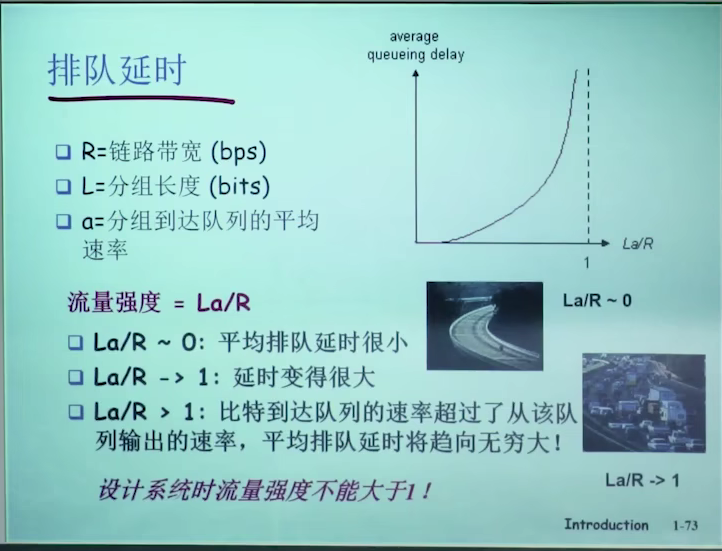 排队延时
average
queueing delay
R=链路带宽 (bps)
L=分组长度 (bits)
a=分组到达队列的平均
速率
La/R
1
流量强度 = La/R
La/R ~ 0
La/R ~ 0: 平均排队延时很小
La/R -> 1: 延时变得很大
La/R > 1: 比特到达队列的速率超过了从该队
列输出的速率，平均排队延时将趋向无穷大！
La/R -> 1
设计系统时流量强度不能大于1！
Introduction 1-73